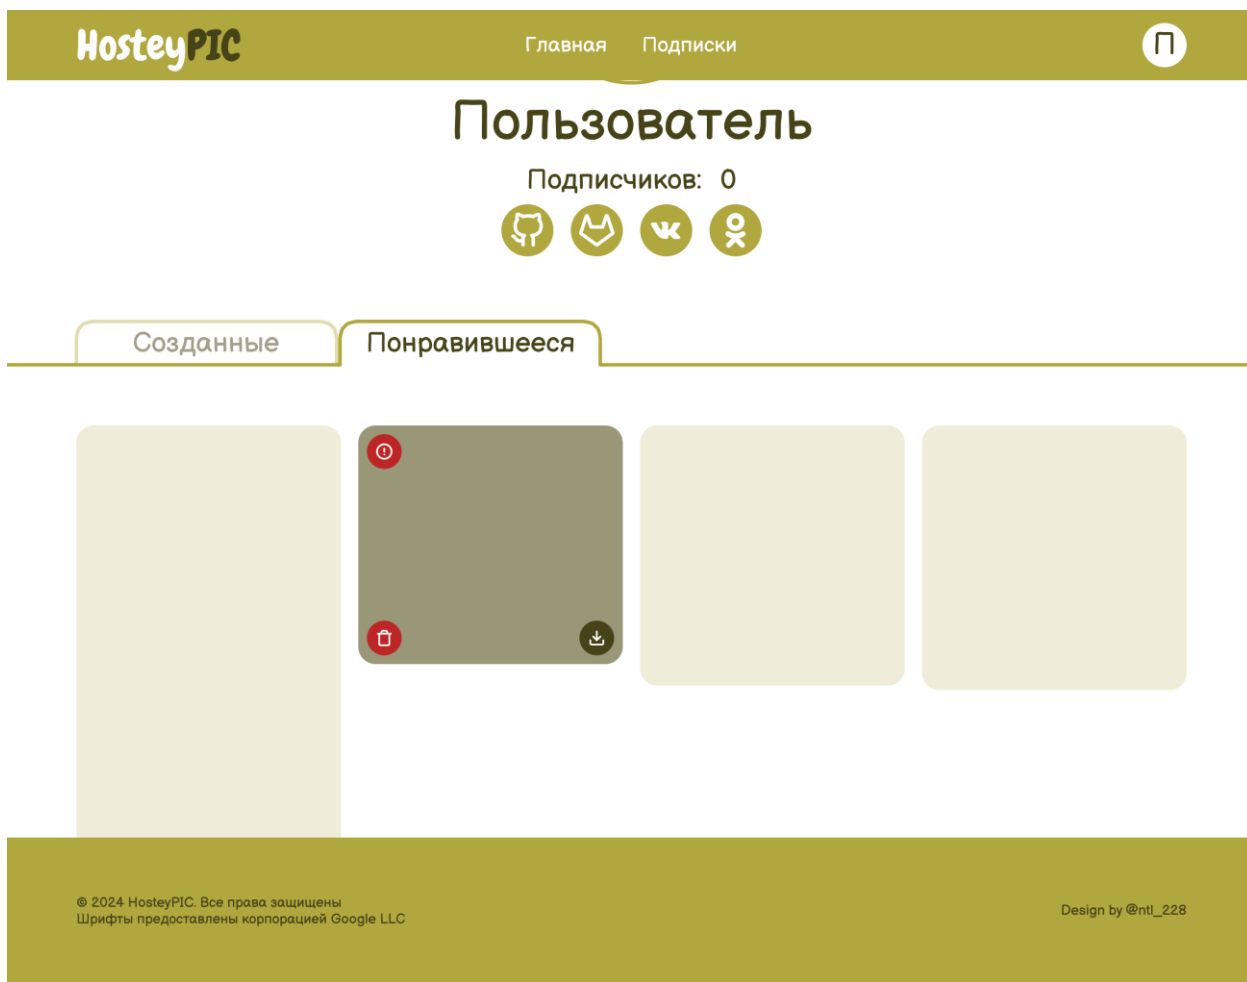 HosteyPIC
Главная Подписки
П
Пользователь
Подписчиков: 0
Созданные
Понравившееся
© 2024 HosteyPIC. Все права защищены
Шрифты предоставлены корпорацией Google LLC
Design by @ntl_228